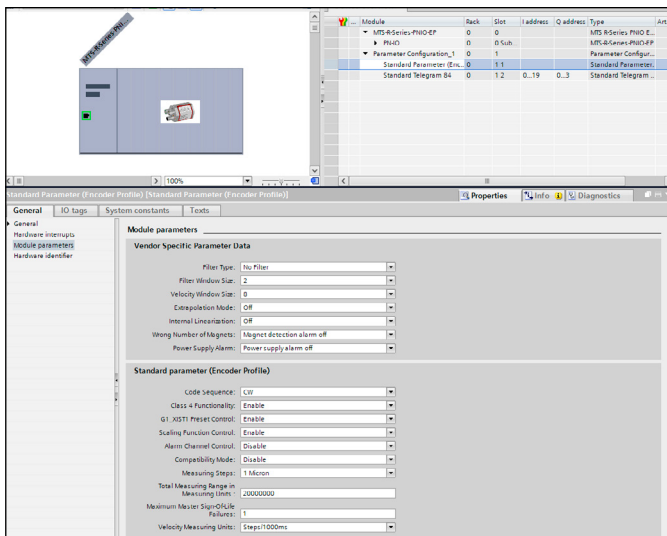 MTS-R-Series-PNI...
100%
Module Rack Slot I address Q address Type Art
MTS-R-Series-PNIO-EP 0 0 MTS R-Series PNIO E...
PN-IO 0 0 Sub... MTS-R-Series-PNIO-EP
Parameter Configuration_1 0 1 Parameter Configur...
Standard Parameter (Enc... 0 1 1 Standard Parameter.
Standard Telegram 84 0 1 2 0...19 0...3 Standard Telegram ..
Standard Parameter (Encoder Profile) [Standard Parameter (Encoder Profile)]
Properties Info Diagnostics
General IO tags System constants Texts
General
Hardware interrupts
Module parameters
Hardware identifier
Module parameters
Vendor Specific Parameter Data
Filter Type: No Filter
Filter Window Size: 2
Velocity Window Size: 8
Extrapolation Mode: Off
Internal Linearization: Off
Wrong Number of Magnets: Magnet detection alarm off
Power Supply Alarm: Power supply alarm off
Standard parameter (Encoder Profile)
Code Sequence: CW
Class 4 Functionality: Enable
G1_XIST1 Preset Control: Enable
Scaling Function Control: Enable
Alarm Channel Control: Disable
Compatibility Mode: Disable
Measuring Steps: 1 Micron
Total Measuring Range in
Measuring Units : 20000000
Maximum Master Sign-Of-Life
Failures: 1
Velocity Measuring Units: Steps/1000ms